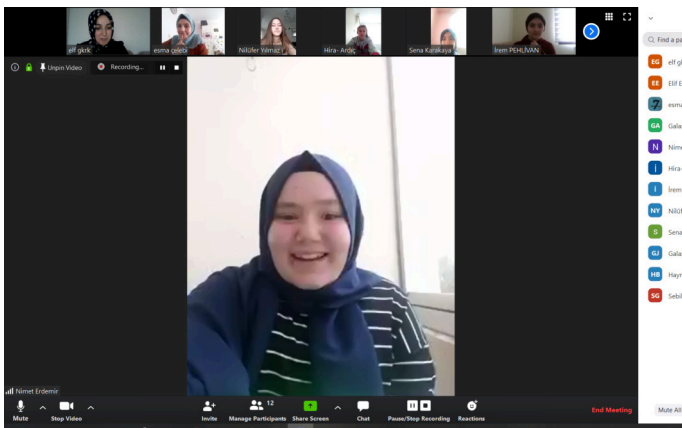 elf gkrk
esma çelebi
Nilüfer Yılmaz
Hira- Ardıç
Sena Karakaya
İrem PEHLİVAN
Unpin Video
Recording...
Nimet Erdemir
Mute
Stop Video
Invite
Manage Participants
12
Share Screen
Chat
Pause/Stop Recording
Reactions
End Meeting
Find a pa
EG elf gk
EE Elif E
esma
GA Gala
N Nime
Hira-
İ İrem
NY Nilüf
S Sena
GJ Gala
HB Hayr
SG Sebil
Mute All